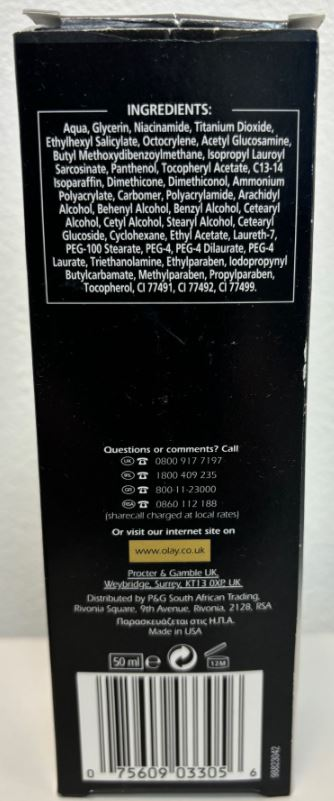 INGREDIENTS:
Aqua, Glycerin, Niacinamide, Titanium Dioxide,
Ethylhexyl Salicylate, Octocrylene, Acetyl Glucosamine,
Butyl Methoxydibenzoylmethane, Isopropyl Lauroyl
Sarcosinate, Panthenol, Tocopheryl Acetate, C13-14
Isoparaffin, Dimethicone, Dimethiconol, Ammonium
Polyacrylate, Carbomer, Polyacrylamide, Arachidyl
Alcohol, Behenyl Alcohol, Benzyl Alcohol, Cetearyl
Alcohol, Cetyl Alcohol, Stearyl Alcohol, Cetearyl
Glucoside, Cyclohexane, Ethyl Acetate, Laureth-7,
PEG-100 Stearate, PEG-4, PEG-4 Dilaurate, PEG-4
Laurate, Triethanolamine, Ethylparaben, Iodopropynyl
Butylcarbamate, Methylparaben, Propylparaben,
Tocopherol, CI 77491, CI 77492, CI 77499.
Questions or comments? Call
UK 0800 917 7197
1800 409 235
800-11-23000
RSA 0860 112 188
(sharecall charged at local rates)
Or visit our internet site on
www.olay.co.uk
Procter & Gamble UK,
Weybridge, Surrey, KT13 0XP, UK.
Distributed by P&G South African Trading,
Rivonia Square, 9th Avenue, Rivonia, 2128, RSA
Παρασκευάζεται στις Η.Π.Α.
Made in USA
50 ml e 12M
98823042
0 75609 03305 6